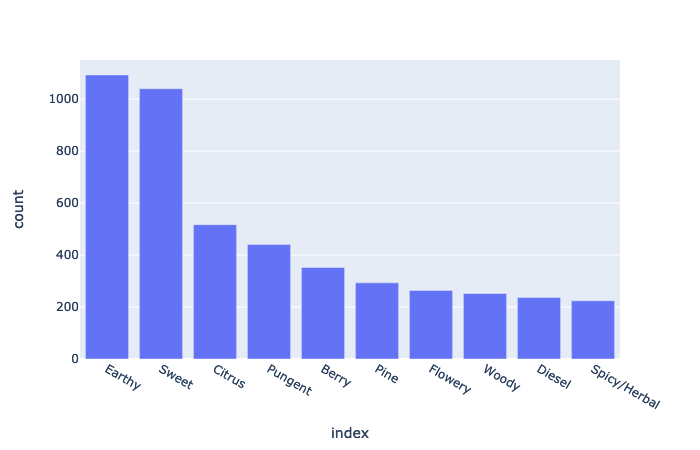 count
1000
800
600
400
200
0
Earthy
Sweet
Citrus
Pungent
Berry
Pine
Flowery
Woody
Diesel
Spicy/Herbal
index